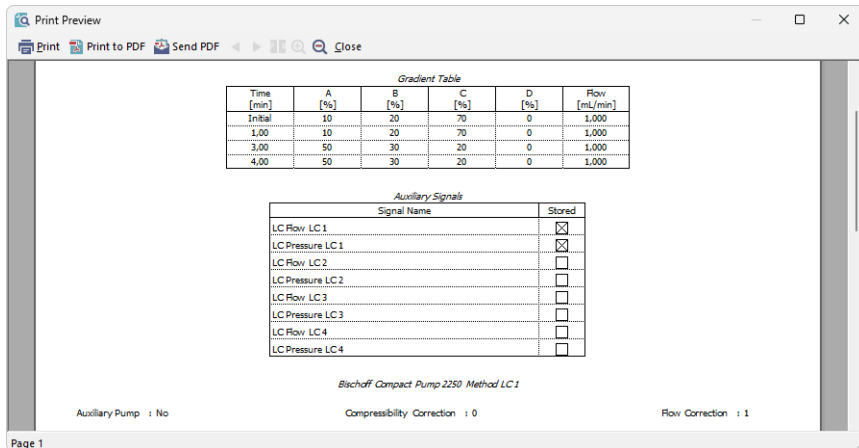 Print Preview
Print Print to PDF Send PDF Close
Gradient Table
Time [min] A [%] B [%] C [%] D [%] Flow [mL/min]
Initial 10 20 70 0 1,000
1,00 10 20 70 0 1,000
3,00 50 30 20 0 1,000
4,00 50 30 20 0 1,000
Auxiliary Signals
Signal Name Stored
LC Flow LC 1
LC Pressure LC 1
LC Flow LC 2
LC Pressure LC 2
LC Flow LC 3
LC Pressure LC 3
LC Flow LC 4
LC Pressure LC 4
Bischoff Compact Pump 2250 Method LC 1
Auxiliary Pump : No Compressibility Correction : 0 Flow Correction : 1
Page 1